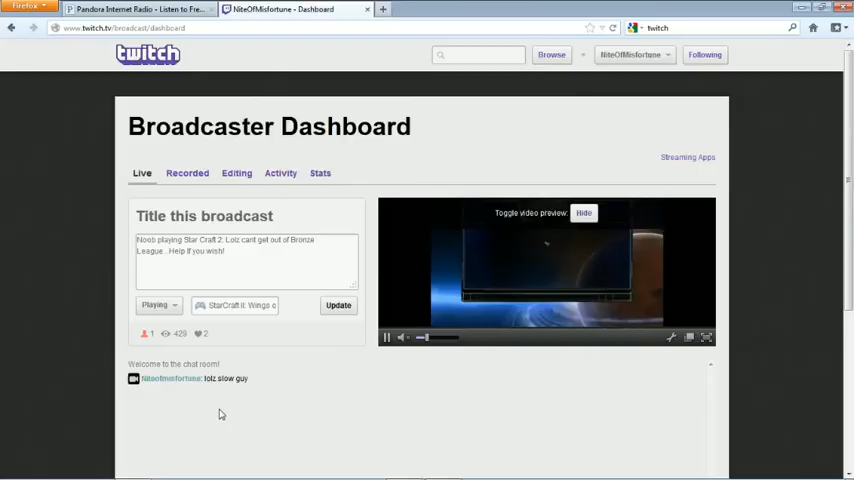 Firefox
Pandora Internet Radio - Listen to Fre...
NiteOfMisfortune - Dashboard
www.twitch.tv/broadcast/dashboard
twitch
twitch
Browse
NiteOfMisfortune
Following
Broadcaster Dashboard
Streaming Apps
Live
Recorded
Editing
Activity
Stats
Title this broadcast
Noob playing Star Craft 2: Lolz cant get out of Bronze
League . Help If you wish!
Playing
StarCraft II: Wings o
Update
1
429
2
Toggle video preview:
Hide
Welcome to the chat room!
Niteofmisfortune: lolz slow guy